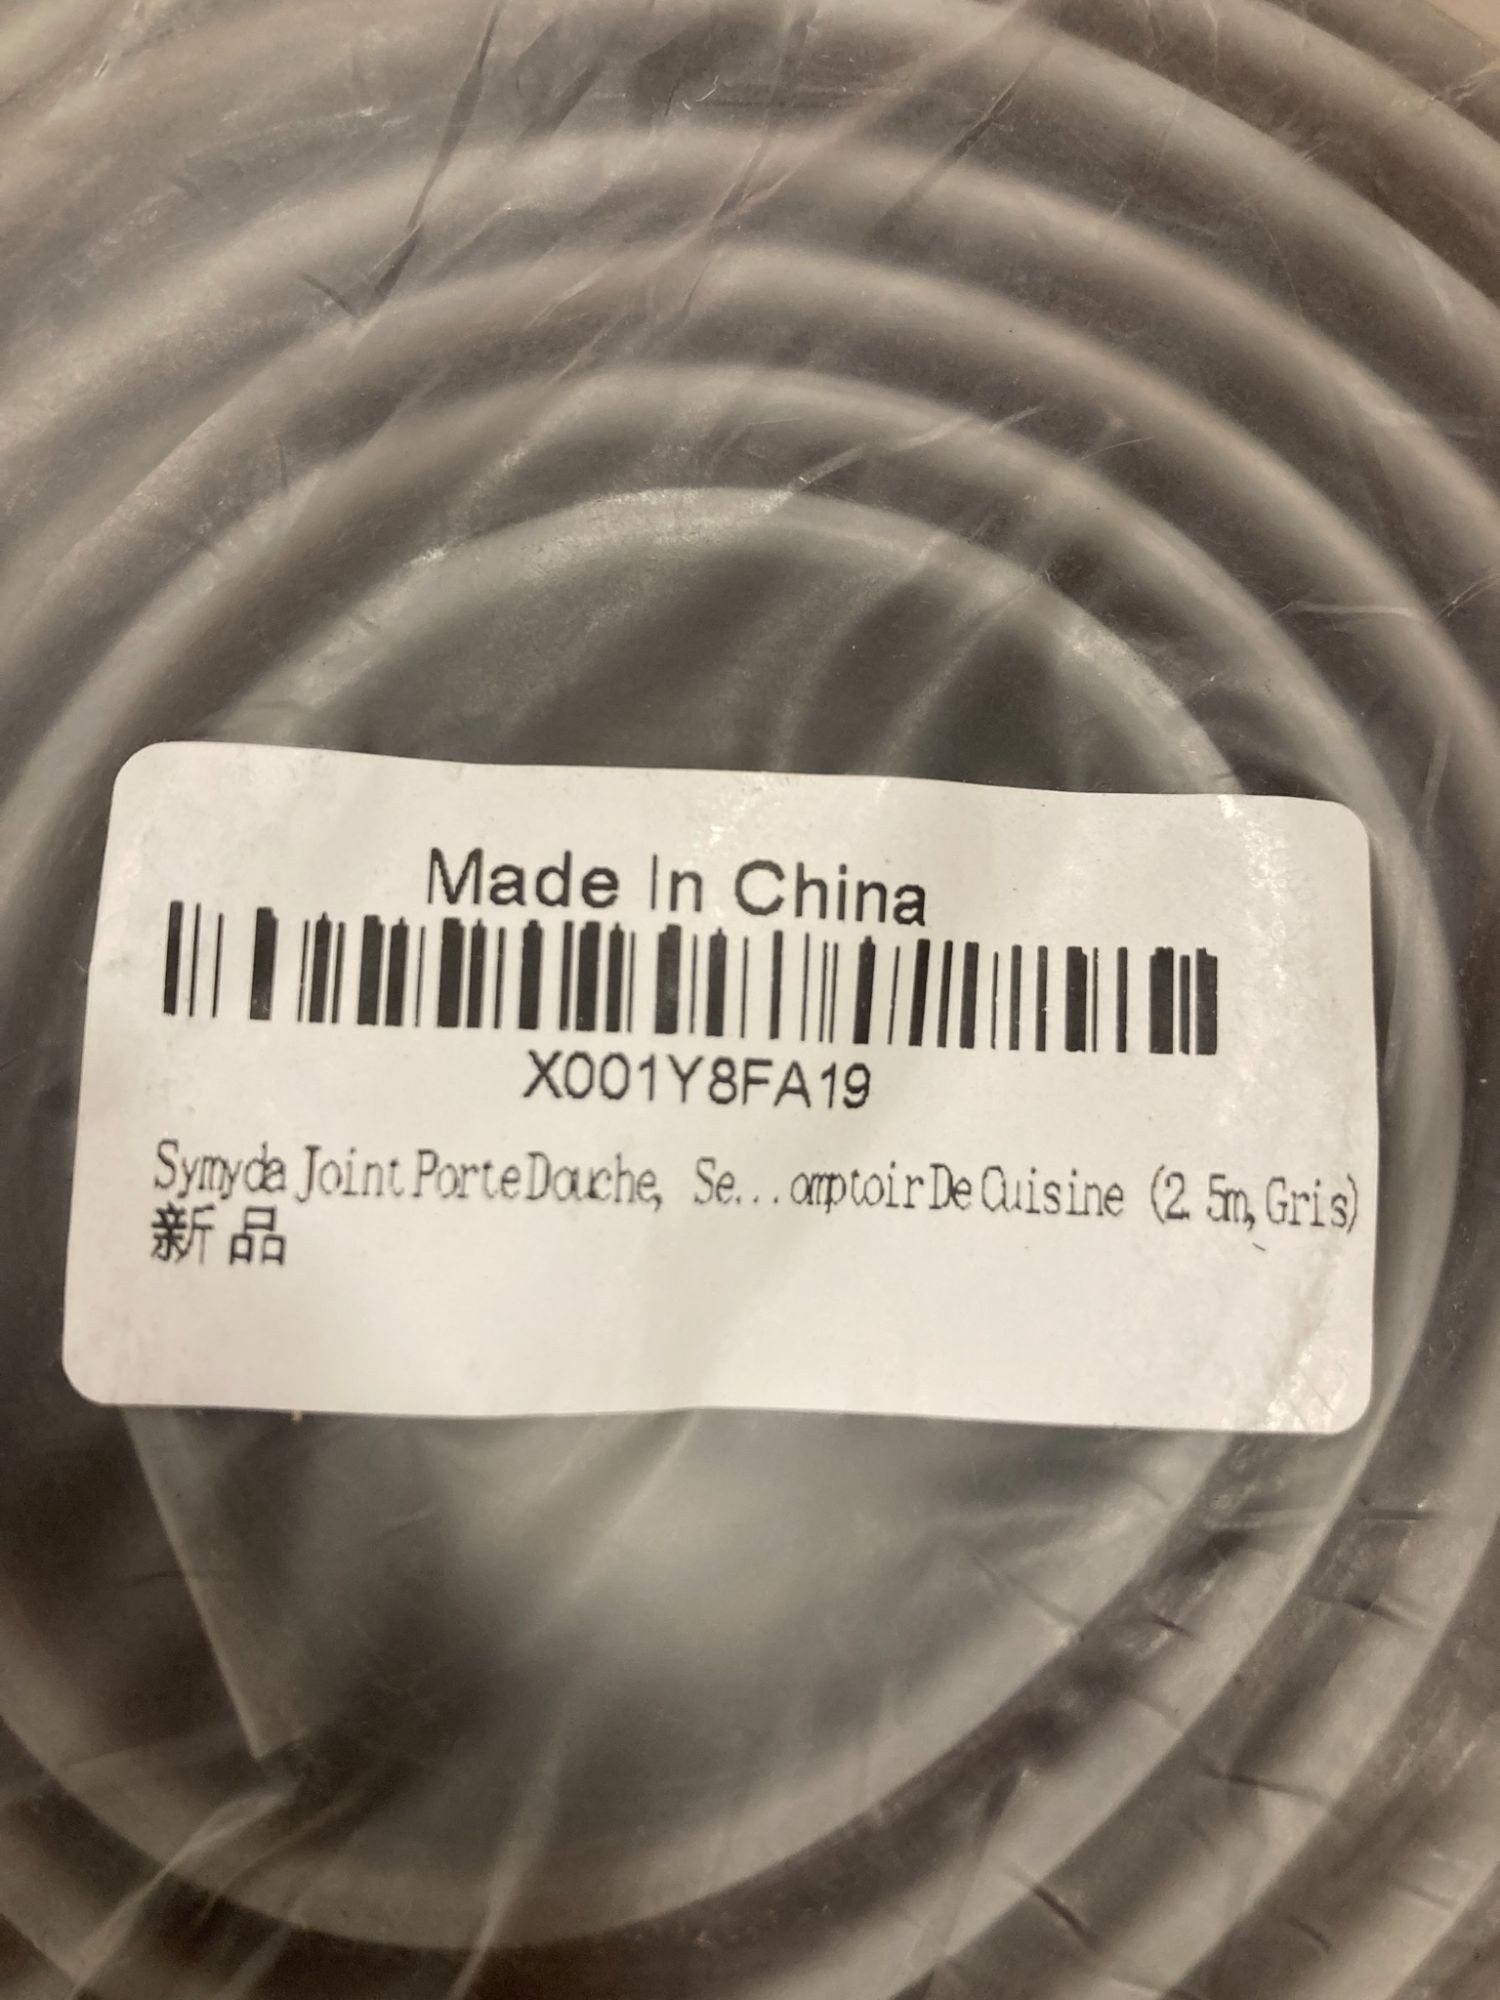 Made In China
X001Y8FA19
Symyda Joint Porte Douche, Se...omptoir De Cuisine (2.5m, Gris)
新品